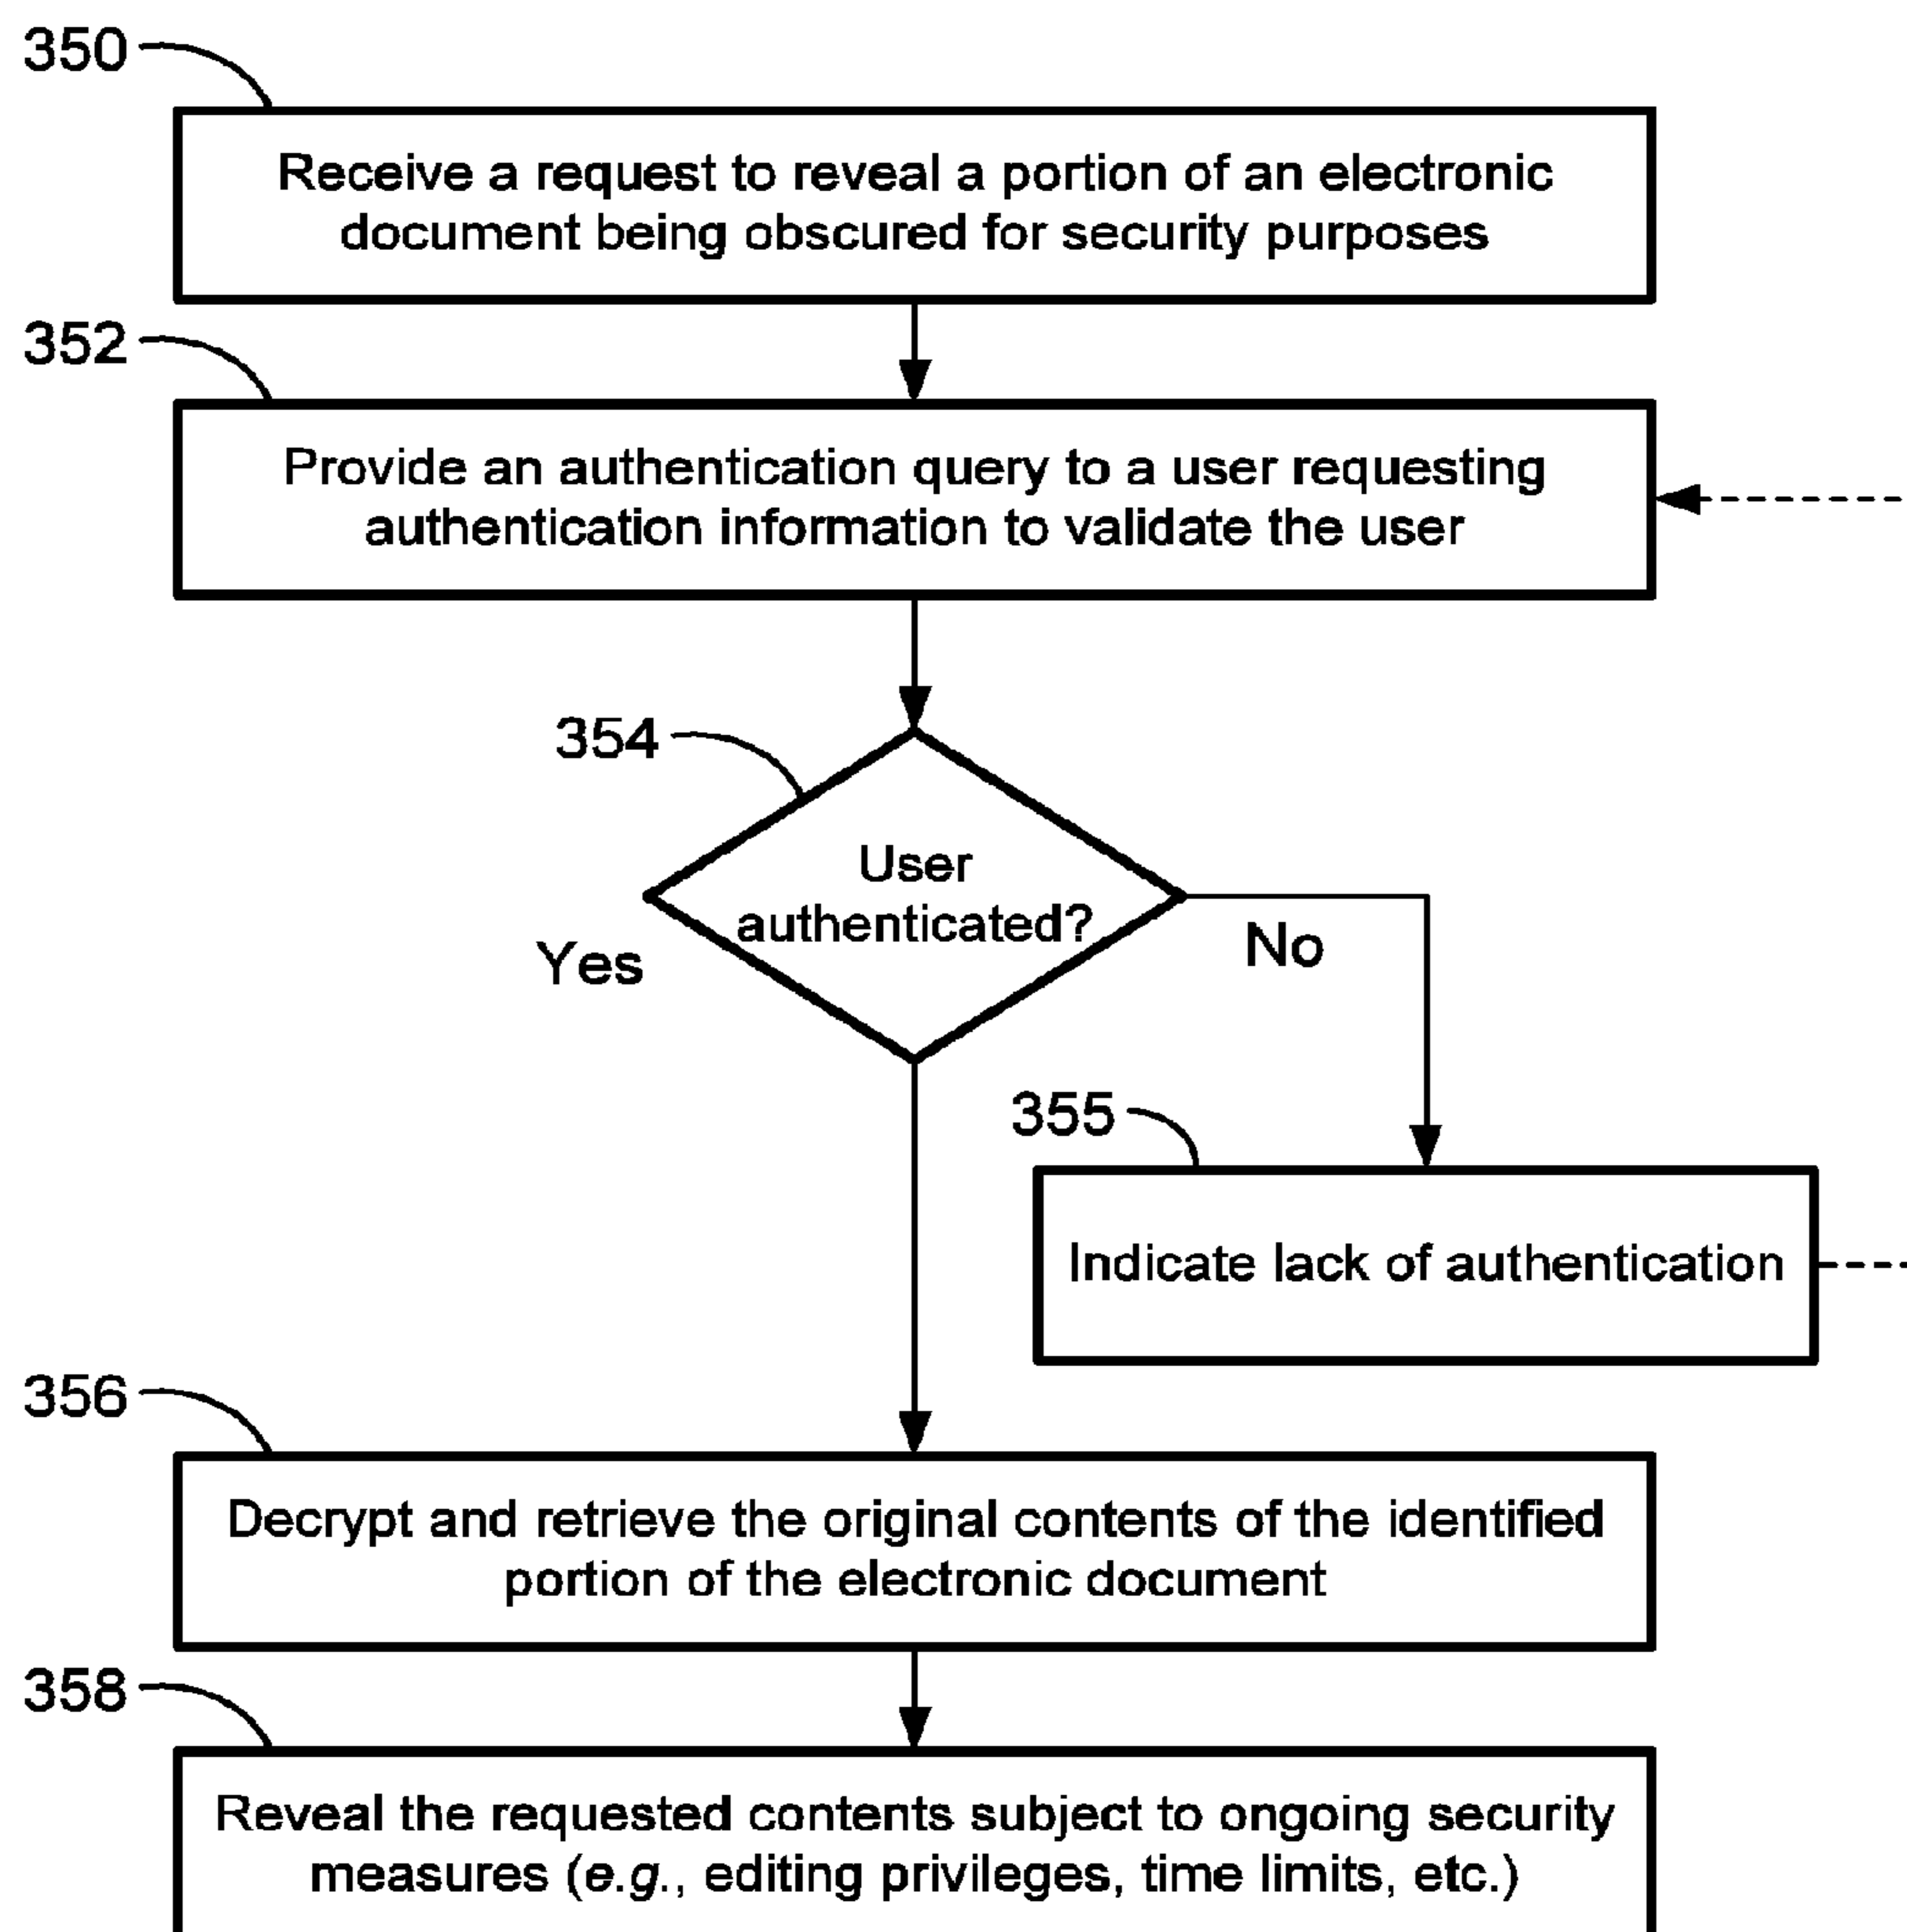 350
Receive a request to reveal a portion of an electronic
document being obscured for security purposes
352
Provide an authentication query to a user requesting
authentication information to validate the user
354
User
authenticated?
Yes
No
355
Indicate lack of authentication
356
Decrypt and retrieve the original contents of the identified
portion of the electronic document
358
Reveal the requested contents subject to ongoing security
measures (e.g., editing privileges, time limits, etc.)